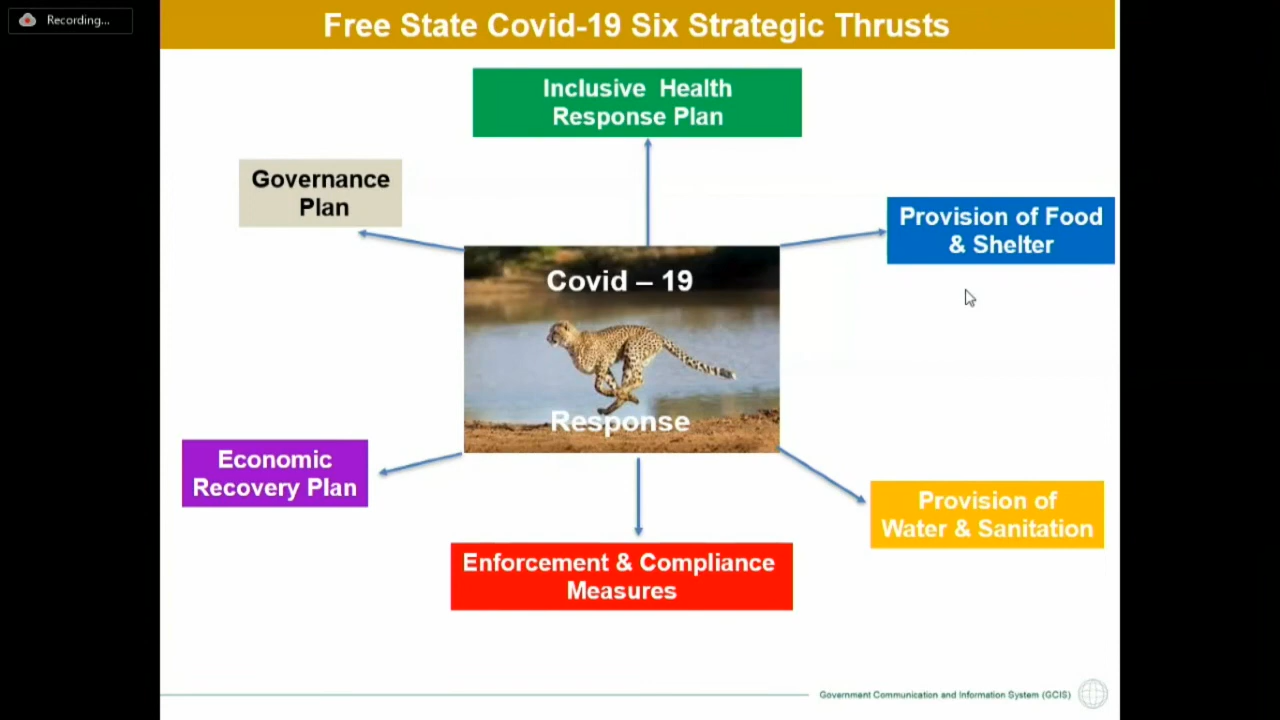 Recording...
Free State Covid-19 Six Strategic Thrusts
Inclusive Health
Response Plan
Governance
Plan
Provision of Food
& Shelter
Covid – 19
Response
Economic
Recovery Plan
Provision of
Water & Sanitation
Enforcement & Compliance
Measures
Government Communication and Information System (GCIS)